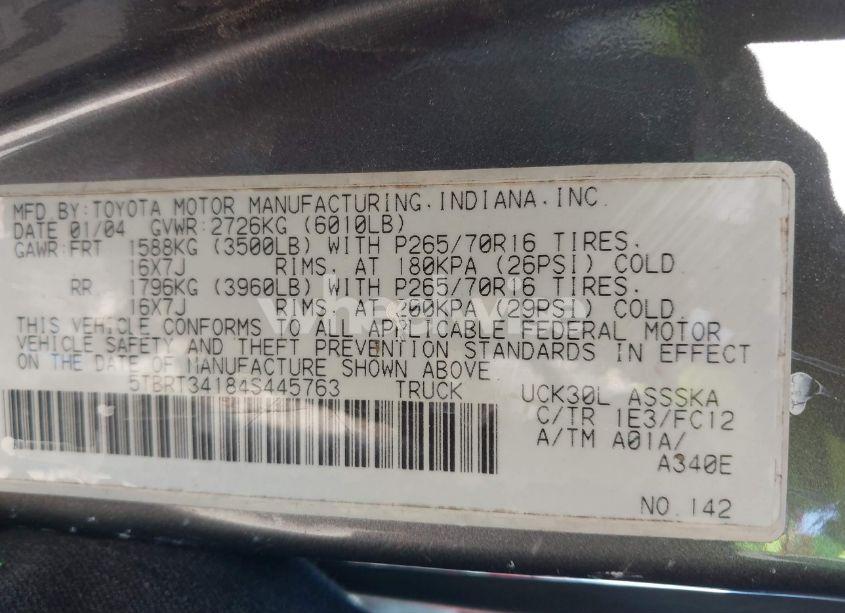 MFD.BY:TOYOTA MOTOR MANUFACTURING,INDIANA,INC.
DATE 01/04 GVWR:2726KG (6010LB)
GAWR:FRT 1588KG (3500LB) WITH P265/70R16 TIRES.
16X7J RIMS. AT 180KPA (26PSI) COLD
RR 1796KG (3960LB) WITH P265/70R16 TIRES.
16X7J RIMS. AT 200KPA (29PSI) COLD.
THIS VEHICLE CONFORMS TO ALL APPLICABLE FEDERAL MOTOR
VEHICLE SAFETY AND THEFT PREVENTION STANDARDS IN EFFECT
ON THE DATE OF MANUFACTURE SHOWN ABOVE
5TBRT34184S445763 TRUCK UCK30L ASSSKA
C/TR 1E3/FC12
A/TM A01A/
A340E
NO.142